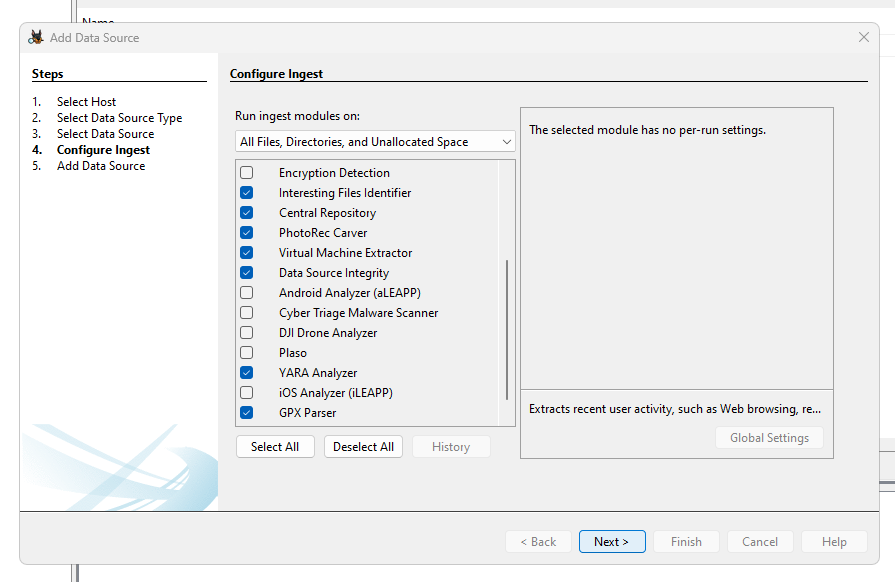 Name
Add Data Source
Steps
1. Select Host
2. Select Data Source Type
3. Select Data Source
4. Configure Ingest
5. Add Data Source
Configure Ingest
Run ingest modules on:
All Files, Directories, and Unallocated Space
Encryption Detection
Interesting Files Identifier
Central Repository
PhotoRec Carver
Virtual Machine Extractor
Data Source Integrity
Android Analyzer (aLEAPP)
Cyber Triage Malware Scanner
DJI Drone Analyzer
Plaso
YARA Analyzer
iOS Analyzer (iLEAPP)
GPX Parser
Select All
Deselect All
History
The selected module has no per-run settings.
Extracts recent user activity, such as Web browsing, re...
Global Settings
< Back
Next >
Finish
Cancel
Help